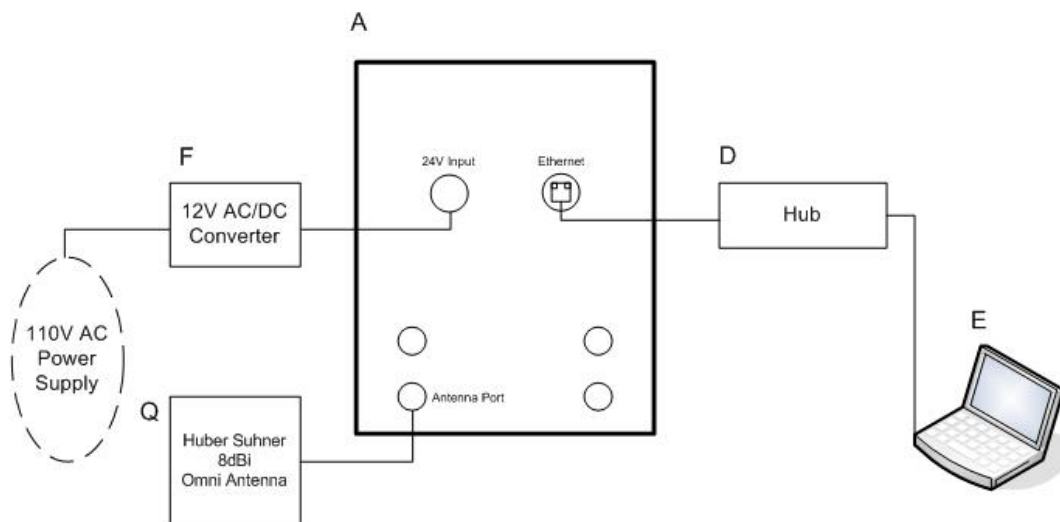 A
F
24V Input
Ethernet
D
12V AC/DC
Converter
Hub
110V AC
Power
Supply
E
Q
Antenna Port
Huber Suhner
8dBi
Omni Antenna